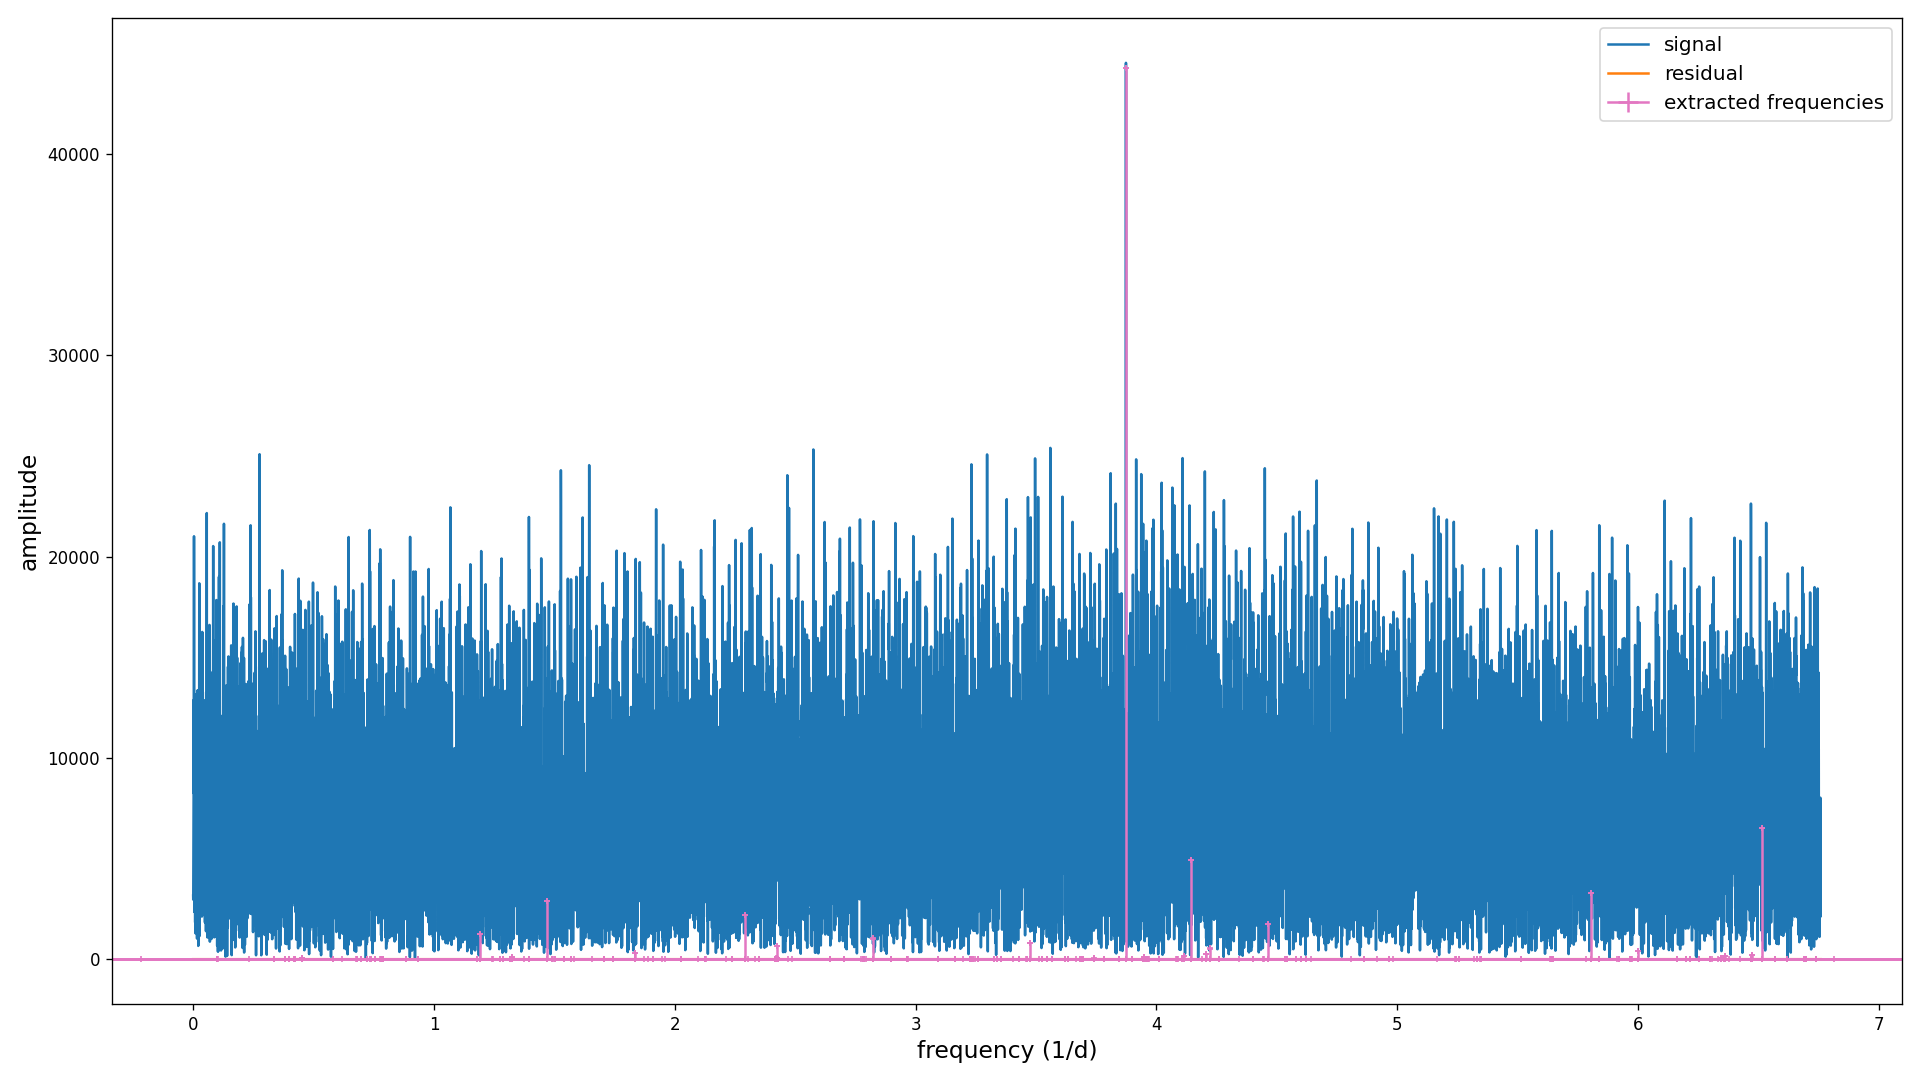 signal
residual
extracted frequencies
amplitude
40000
30000
20000
10000
0
0 1 2 3 4 5 6 7
frequency (1/d)